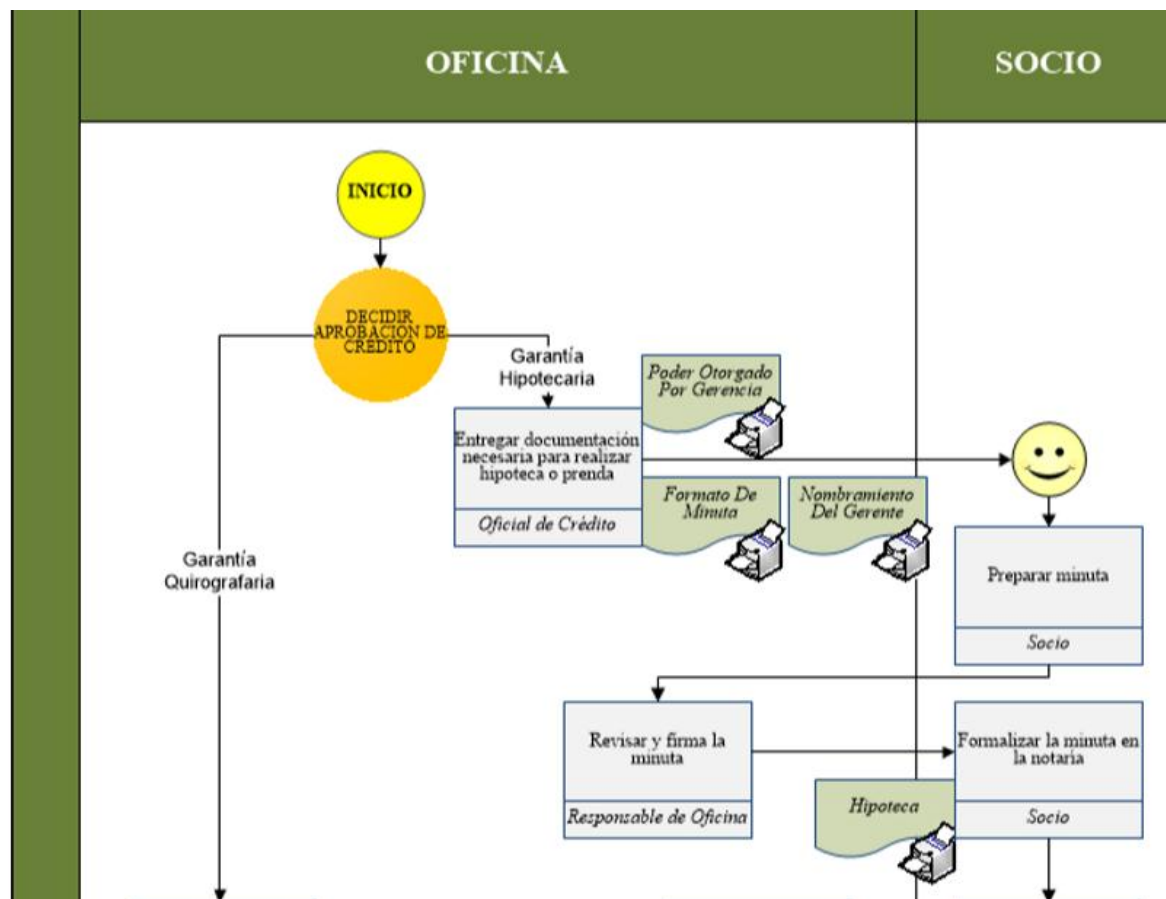 OFICINA
SOCIO
INICIO
DECIDIR
APROBACIÓN DE
CRÉDITO
Garantía
Hipotecaria
Poder Otorgado
Por Gerencia
Entregar documentación
necesaria para realizar
hipoteca o prenda
Oficial de Crédito
Formato De
Minuta
Nombramiento
Del Gerente
Garantía
Quirografaria
Preparar minuta
Socio
Revisar y firma la
minuta
Responsable de Oficina
Formalizar la minuta en
la notaría
Socio
Hipoteca